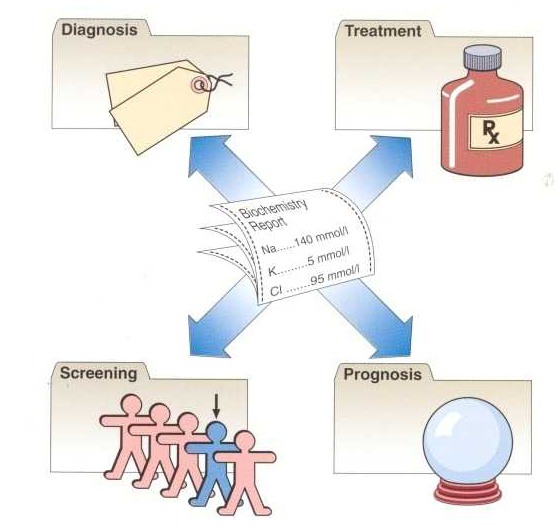 Diagnosis
Treatment
Rx
Biochemistry
Report
Na.....140 mmol/l
K.........5 mmol/l
Cl .......95 mmol/l
Screening
Prognosis